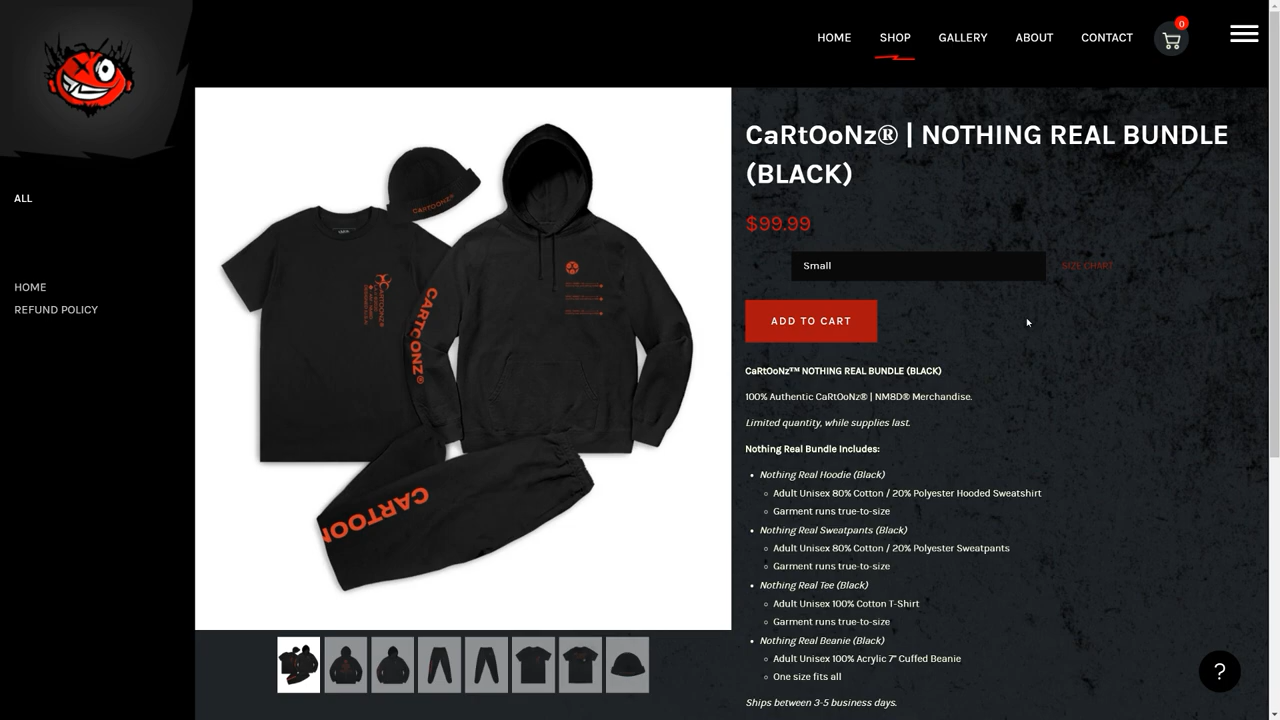 HOME
SHOP
GALLERY
ABOUT
CONTACT
0
ALL
HOME
REFUND POLICY
CARTOONZ®
CARTOONZ®
CARTOON
CaRtOoNz® | NOTHING REAL BUNDLE
(BLACK)
$99.99
Small
SIZE CHART
ADD TO CART
CaRtOoNz™ NOTHING REAL BUNDLE (BLACK)
100% Authentic CaRtOoNz® | NM8D® Merchandise.
Limited quantity, while supplies last.
Nothing Real Bundle Includes:
Nothing Real Hoodie (Black)
Adult Unisex 80% Cotton / 20% Polyester Hooded Sweatshirt
Garment runs true-to-size
Nothing Real Sweatpants (Black)
Adult Unisex 80% Cotton / 20% Polyester Sweatpants
Garment runs true-to-size
Nothing Real Tee (Black)
Adult Unisex 100% Cotton T-Shirt
Garment runs true-to-size
Nothing Real Beanie (Black)
Adult Unisex 100% Acrylic 7" Cuffed Beanie
One size fits all
Ships between 3-5 business days.
?